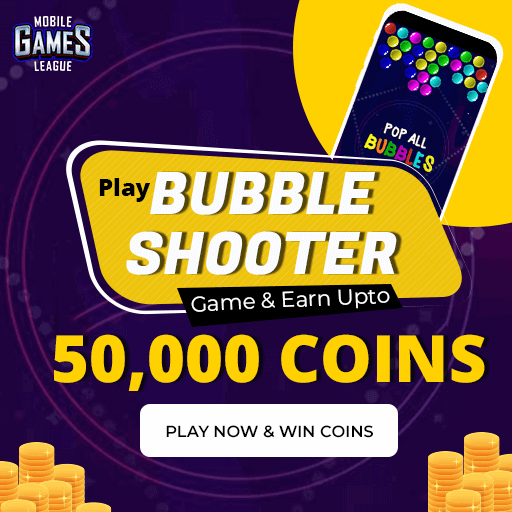 MOBILE
GAMES
LEAGUE
POP ALL
BUBBLES
Play BUBBLE
SHOOTER
Game & Earn Upto
50,000 COINS
PLAY NOW & WIN COINS